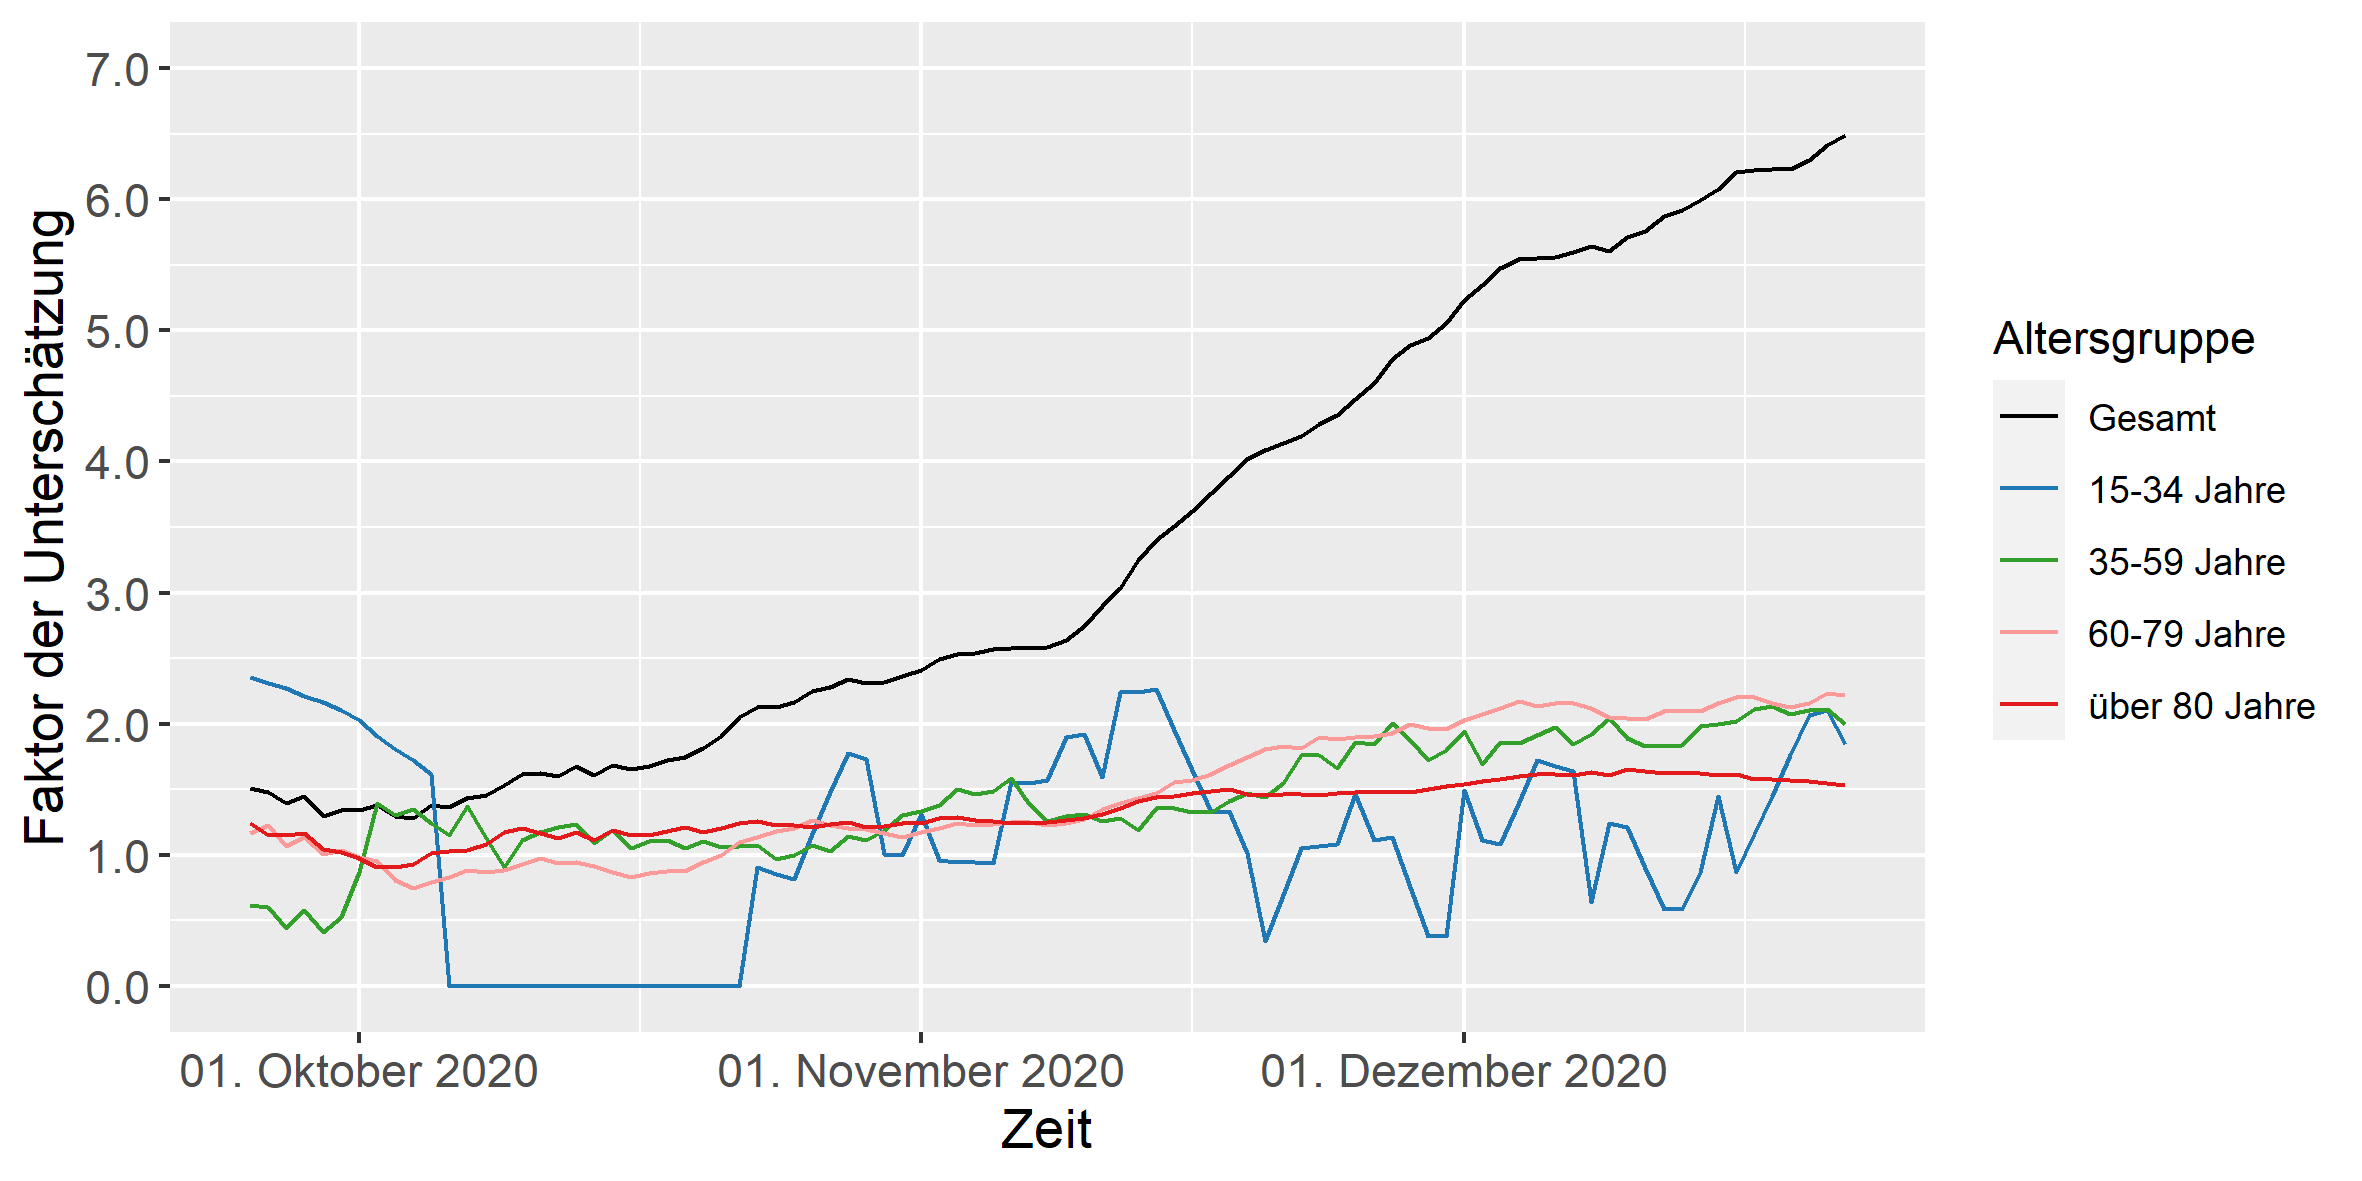 Faktor der Unterschätzung
7.0
6.0
5.0
4.0
3.0
2.0
1.0
0.0
01. Oktober 2020
01. November 2020
01. Dezember 2020
Zeit
Altersgruppe
Gesamt
15-34 Jahre
35-59 Jahre
60-79 Jahre
über 80 Jahre